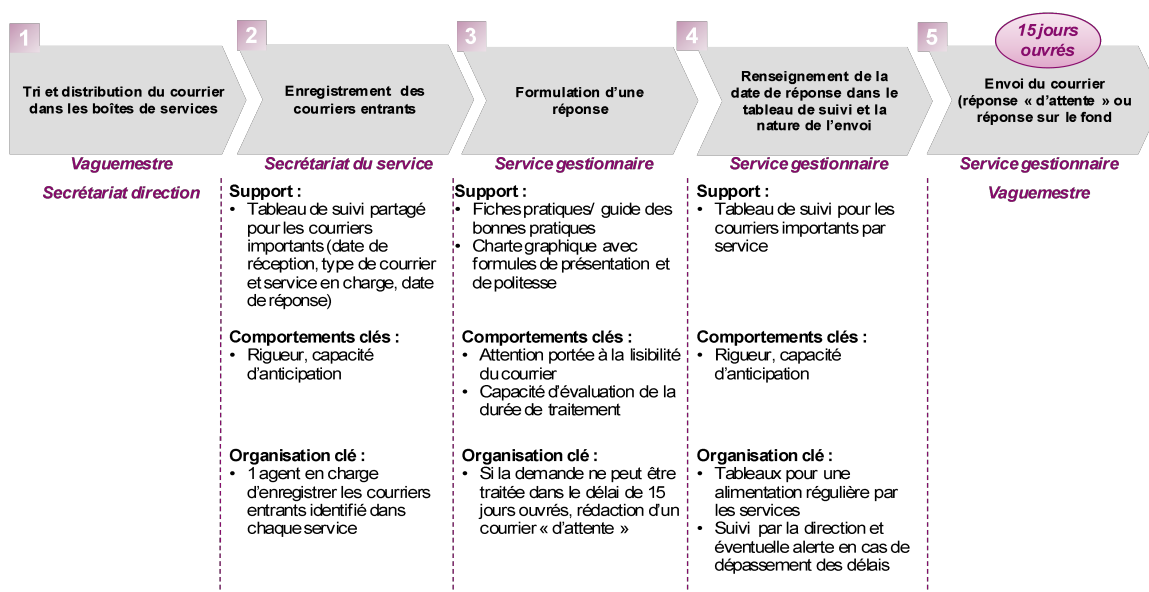 1
Tri et distribution du courrier
dans les boîtes de services
Vaguemestre
Secrétariat direction
2
Enregistrement des
courriers entrants
Secrétariat du service
Support :
• Tableau de suivi partagé
pour les courriers
importants (date de
réception, type de courrier
et service en charge, date
de réponse)
Comportements clés :
• Rigueur, capacité
d'anticipation
Organisation clé :
• 1 agent en charge
d'enregistrer les courriers
entrants identifié dans
chaque service
3
Formulation d'une
réponse
Service gestionnaire
Support :
• Fiches pratiques/ guide des
bonnes pratiques
• Charte graphique avec
formules de présentation et
de politesse
Comportements clés :
• Attention portée à la lisibilité
du courrier
• Capacité d'évaluation de la
durée de traitement
Organisation clé :
• Si la demande ne peut être
traitée dans le délai de 15
jours ouvrés, rédaction d'un
courrier « d'attente »
4
Renseignement de la
date de réponse dans le
tableau de suivi et la
nature de l'envoi
Service gestionnaire
Support :
• Tableau de suivi pour les
courriers importants par
service
Comportements clés :
• Rigueur, capacité
d'anticipation
Organisation clé :
• Tableaux pour une
alimentation régulière par
les services
• Suivi par la direction et
éventuelle alerte en cas de
dépassement des délais
5
15 jours
ouvrés
Envoi du courrier
(réponse « d'attente » ou
réponse sur le fond
Service gestionnaire
Vaguemestre